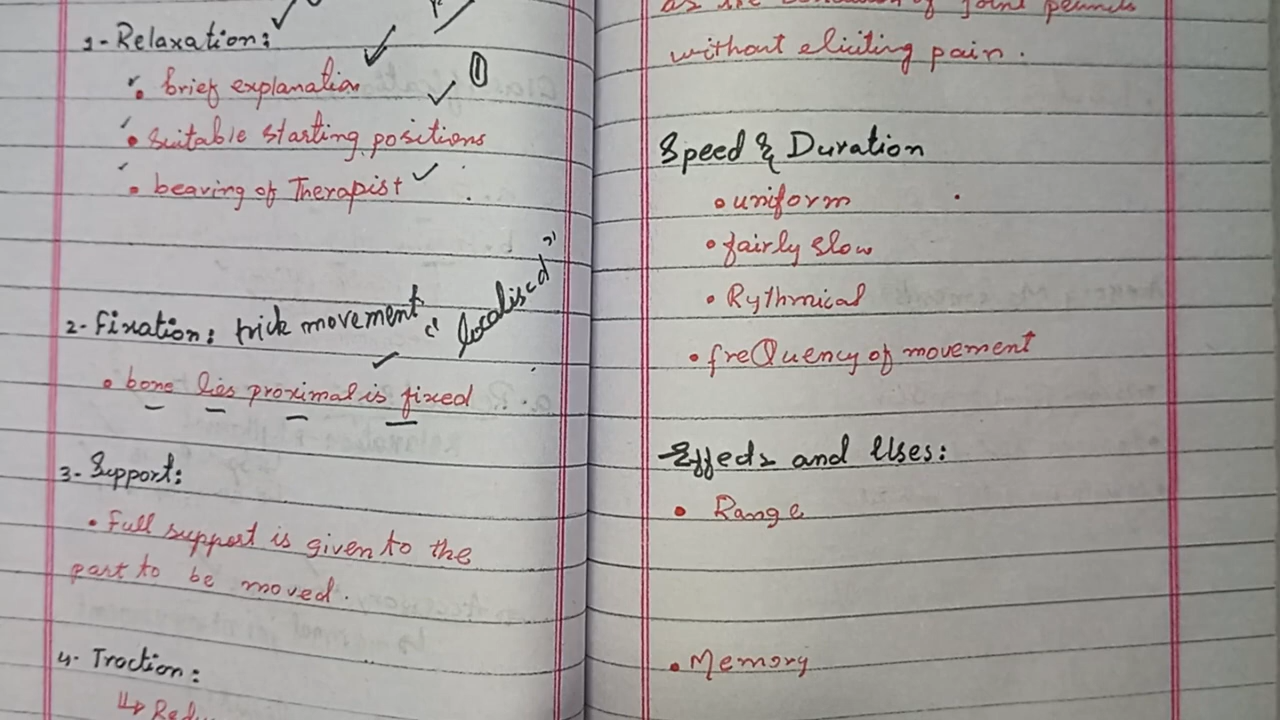 1- Relaxation:
• brief explanation
①
• suitable starting positions
• bearing of Therapist
2- Fixation: trick movement "localised"
• bone lies proximal is fixed
3- Support:
• Full support is given to the
part to be moved.
4- Traction:
without eliciting pain.
Speed & Duration
• uniform
• fairly slow
• Rythmical
• freQuency of movement
Effects and Uses:
• Range
• Memory